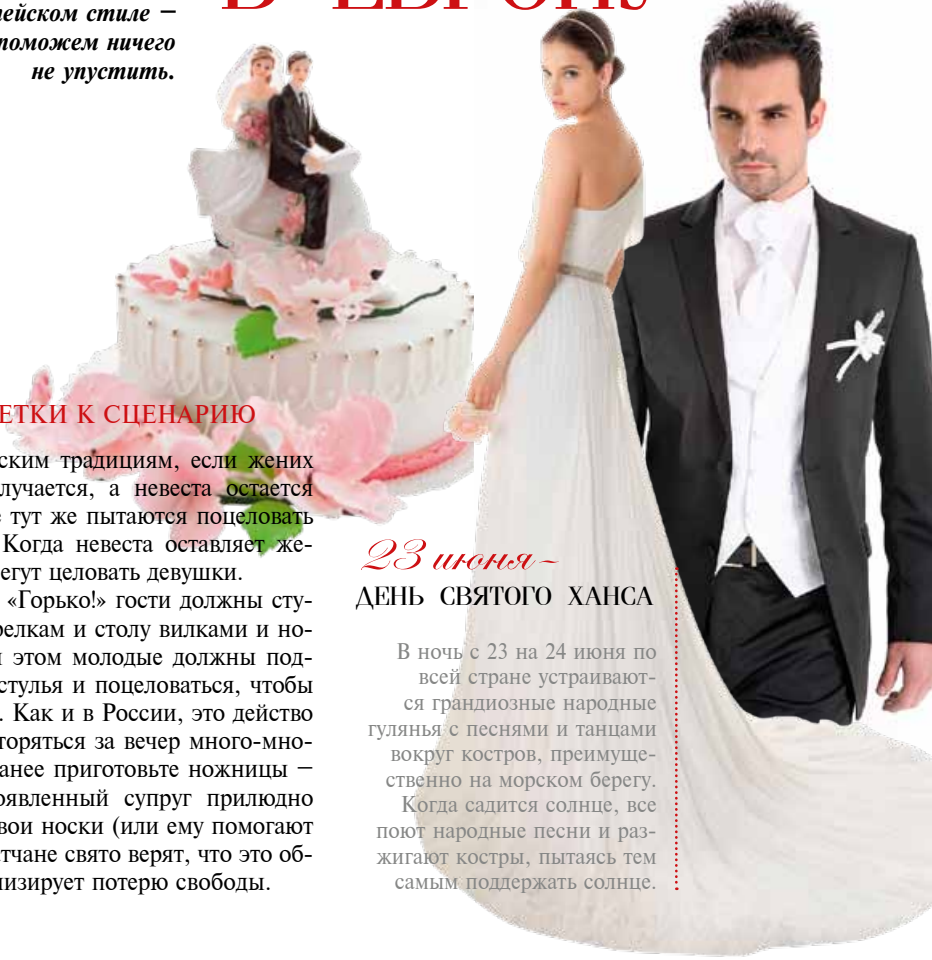 В ЕВРОПУ
пейском стиле –
поможем ничего
не упустить.
ЕТКИ К СЦЕНАРИЮ
ским традициям, если жених
лучается, а невеста остается
е тут же пытаются поцеловать
Когда невеста оставляет же-
егут целовать девушки.
«Горько!» гости должны сту-
релкам и столу вилками и но-
и этом молодые должны под-
стулья и поцеловаться, чтобы
. Как и в России, это действо
торяться за вечер много-мно-
анее приготовьте ножницы –
оявленный супруг прилюдно
вои носки (или ему помогают
тчане свято верят, что это об-
лизирует потерю свободы.
23 июня –
ДЕНЬ СВЯТОГО ХАНСА
В ночь с 23 на 24 июня по
всей стране устраивают-
ся грандиозные народные
гулянья с песнями и танцами
вокруг костров, преимуще-
ственно на морском берегу.
Когда садится солнце, все
поют народные песни и раз-
жигают костры, пытаясь тем
самым поддержать солнце.